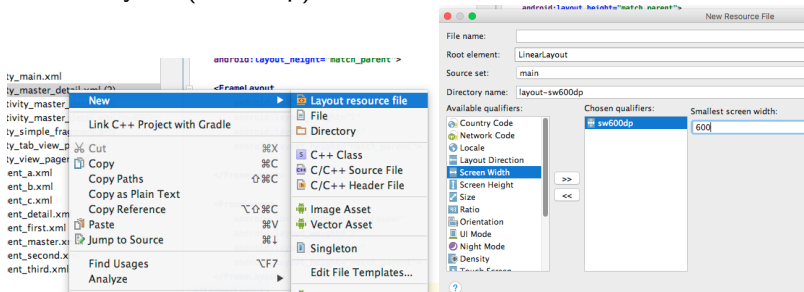 android:layout_height="match_parent">
ty_main.xml
ty_master_detail.xml (2)
<FrameLayout
tivity_master_
tivity_master_
ty_simple_frag
ty_tab_view_p
ty_view_pager
ent_a.xml
ent_b.xml
ent_c.xml
ent_detail.xm
ent_first.xml
ent_master.x
ent_second.x
ent_third.xml
New
Link C++ Project with Gradle
Cut ⌘X
Copy ⌘C
Copy Paths ⇧⌘C
Copy as Plain Text
Copy Reference ⌥⇧⌘C
Paste ⌘V
Jump to Source ⌘↓
Find Usages ⌥F7
Analyze
Layout resource file
File
Directory
C++ Class
C/C++ Source File
C/C++ Header File
Image Asset
Vector Asset
Singleton
Edit File Templates...
android:layout_height="match_parent">
New Resource File
File name:
Root element: LinearLayout
Source set: main
Directory name: layout-sw600dp
Available qualifiers:
Country Code
Network Code
Locale
Layout Direction
Screen Width
Screen Height
Size
Ratio
Orientation
UI Mode
Night Mode
Density
Touch Screen
>>
<<
Chosen qualifiers:
sw600dp
Smallest screen width:
600
?